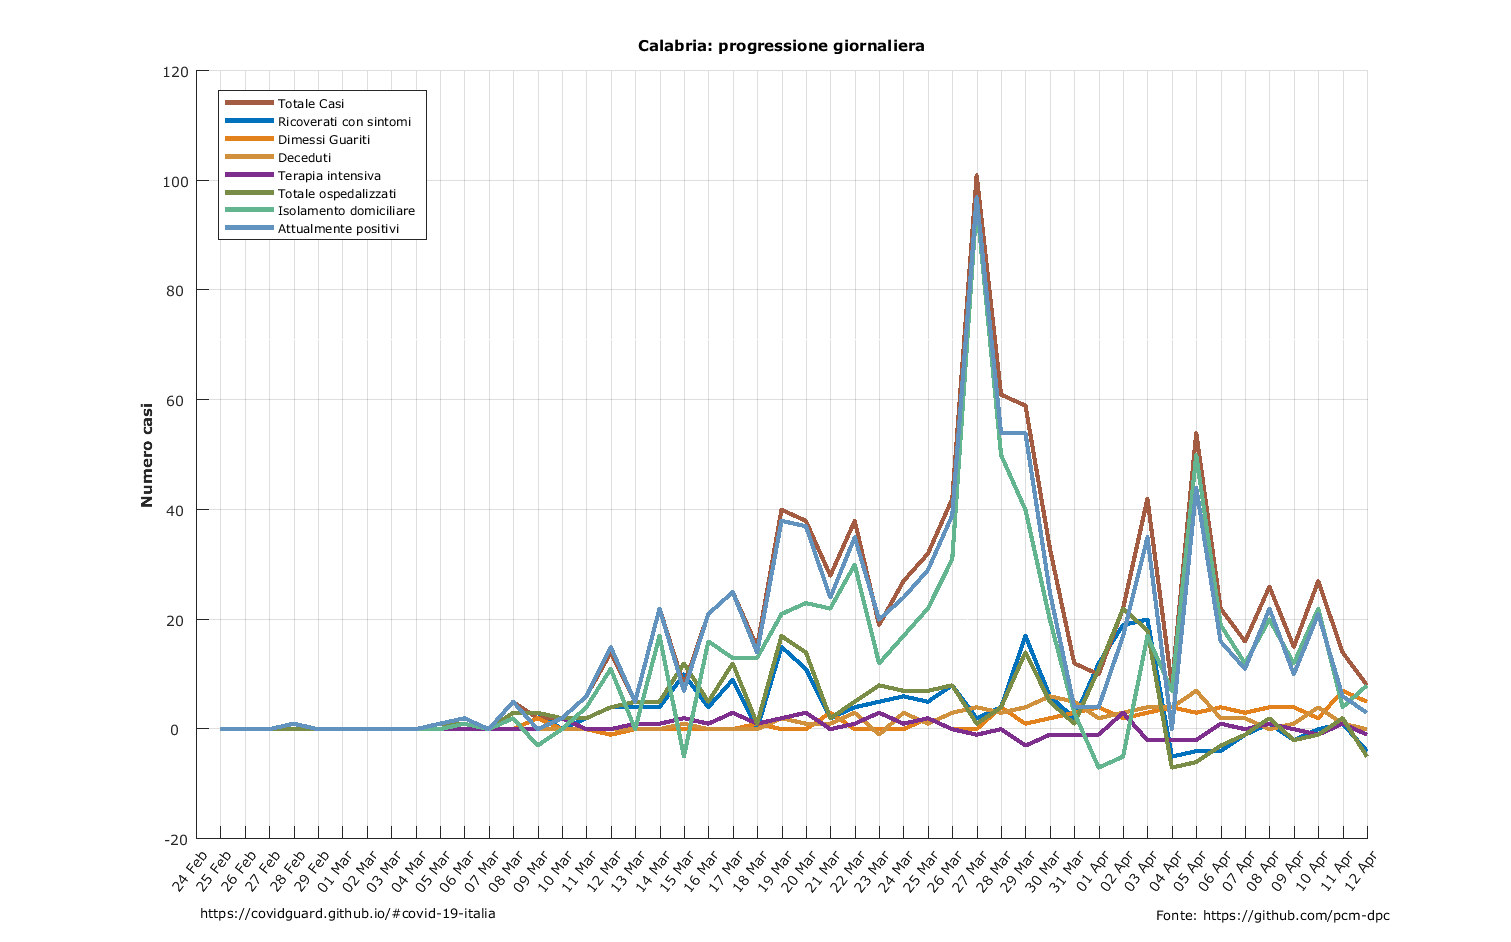 Calabria: progressione giornaliera
120
100
80
60
40
20
0
-20
Numero casi
Totale Casi
Ricoverati con sintomi
Dimessi Guariti
Deceduti
Terapia intensiva
Totale ospedalizzati
Isolamento domiciliare
Attualmente positivi
24 Feb
25 Feb
26 Feb
27 Feb
28 Feb
29 Feb
01 Mar
02 Mar
03 Mar
04 Mar
05 Mar
06 Mar
07 Mar
08 Mar
09 Mar
10 Mar
11 Mar
12 Mar
13 Mar
14 Mar
15 Mar
16 Mar
17 Mar
18 Mar
19 Mar
20 Mar
21 Mar
22 Mar
23 Mar
24 Mar
25 Mar
26 Mar
27 Mar
28 Mar
29 Mar
30 Mar
31 Mar
01 Apr
02 Apr
03 Apr
04 Apr
05 Apr
06 Apr
07 Apr
08 Apr
09 Apr
10 Apr
11 Apr
12 Apr
https://covidguard.github.io/#covid-19-italia
Fonte: https://github.com/pcm-dpc